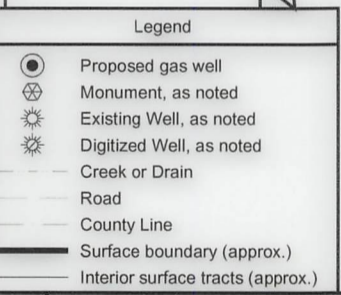 Legend
Proposed gas well
Monument, as noted
Existing Well, as noted
Digitized Well, as noted
Creek or Drain
Road
County Line
Surface boundary (approx.)
Interior surface tracts (approx.)